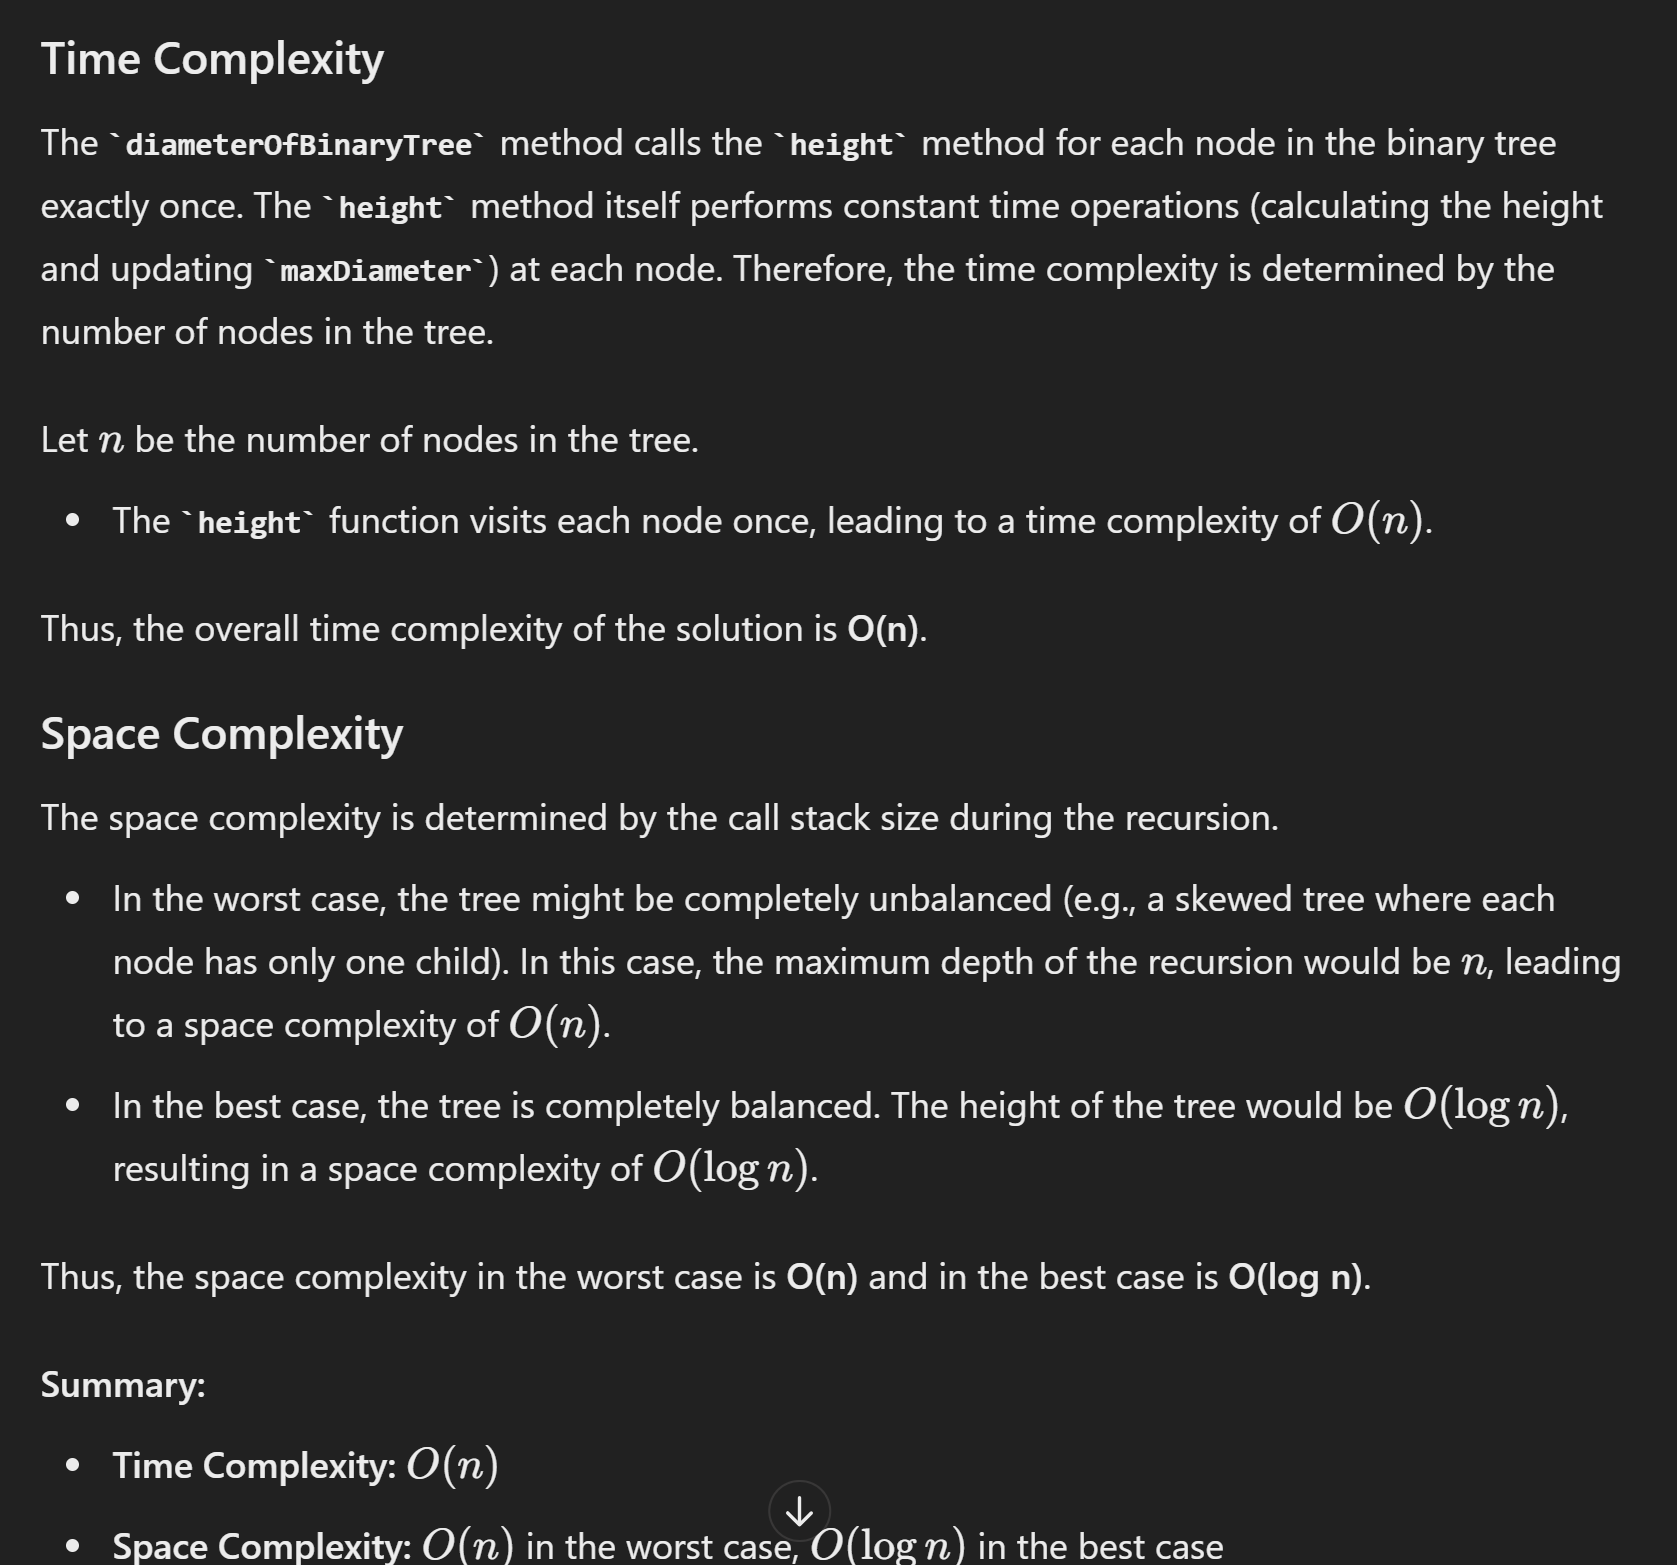 Time Complexity
The `diameterOfBinaryTree` method calls the `height` method for each node in the binary tree
exactly once. The `height` method itself performs constant time operations (calculating the height
and updating `maxDiameter`) at each node. Therefore, the time complexity is determined by the
number of nodes in the tree.
Let n be the number of nodes in the tree.
• The `height` function visits each node once, leading to a time complexity of O(n).
Thus, the overall time complexity of the solution is O(n).
Space Complexity
The space complexity is determined by the call stack size during the recursion.
• In the worst case, the tree might be completely unbalanced (e.g., a skewed tree where each
node has only one child). In this case, the maximum depth of the recursion would be n, leading
to a space complexity of O(n).
• In the best case, the tree is completely balanced. The height of the tree would be O(log n),
resulting in a space complexity of O(log n).
Thus, the space complexity in the worst case is O(n) and in the best case is O(log n).
Summary:
• Time Complexity: O(n)
• Space Complexity: O(n) in the worst case, O(log n) in the best case